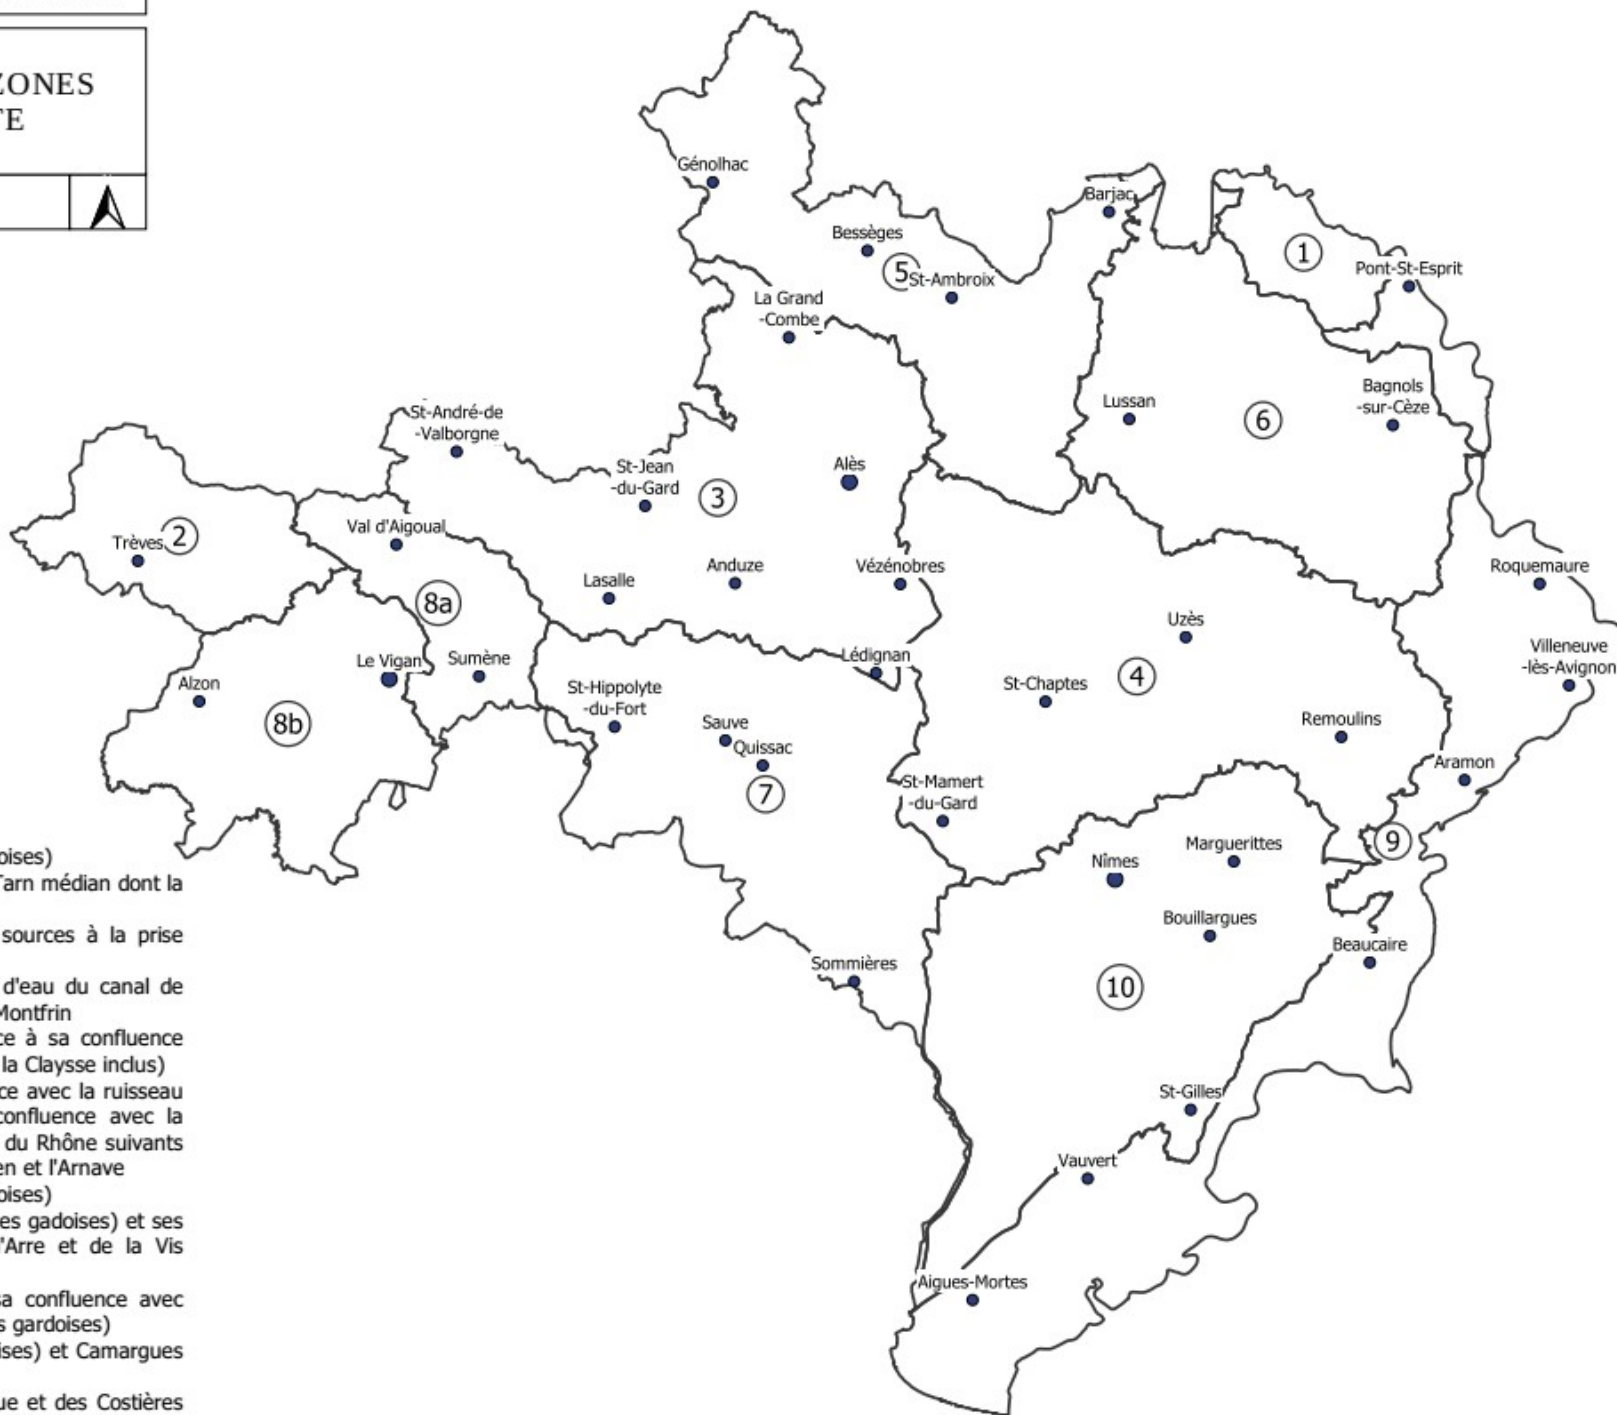 ZONES
TE
Génolhac
Barjac
Bessèges
1
5
St-Ambroix
Pont-St-Esprit
La Grand
-Combe
Bagnols
-sur-Cèze
Lussan
6
St-André-de
-Valborgne
St-Jean
-du-Gard
Alès
3
Val d'Aigoual
Trèves
2
Lasalle
Anduze
Vézénobres
Roquemaure
8a
Uzès
Villeneuve
-lès-Avignon
Le Vigan
Sumène
Lédignan
Alzon
St-Hippolyte
-du-Fort
St-Chaptes
4
8b
Sauve
Quissac
Remoulins
7
Aramon
St-Mamert
-du-Gard
9
Nîmes
Marguerittes
Bouillargues
Beaucaire
Sommières
10
St-Gilles
Vauvert
Aigues-Mortes
oises)
Tarn médian dont la
sources à la prise
d'eau du canal de
Montfrin
ce à sa confluence
la Claysse inclus)
ce avec la ruisseau
confluence avec la
du Rhône suivants
en et l'Arnave
oises)
es gadoises) et ses
'Arre et de la Vis
sa confluence avec
s gardoises)
ises) et Camargues
ue et des Costières